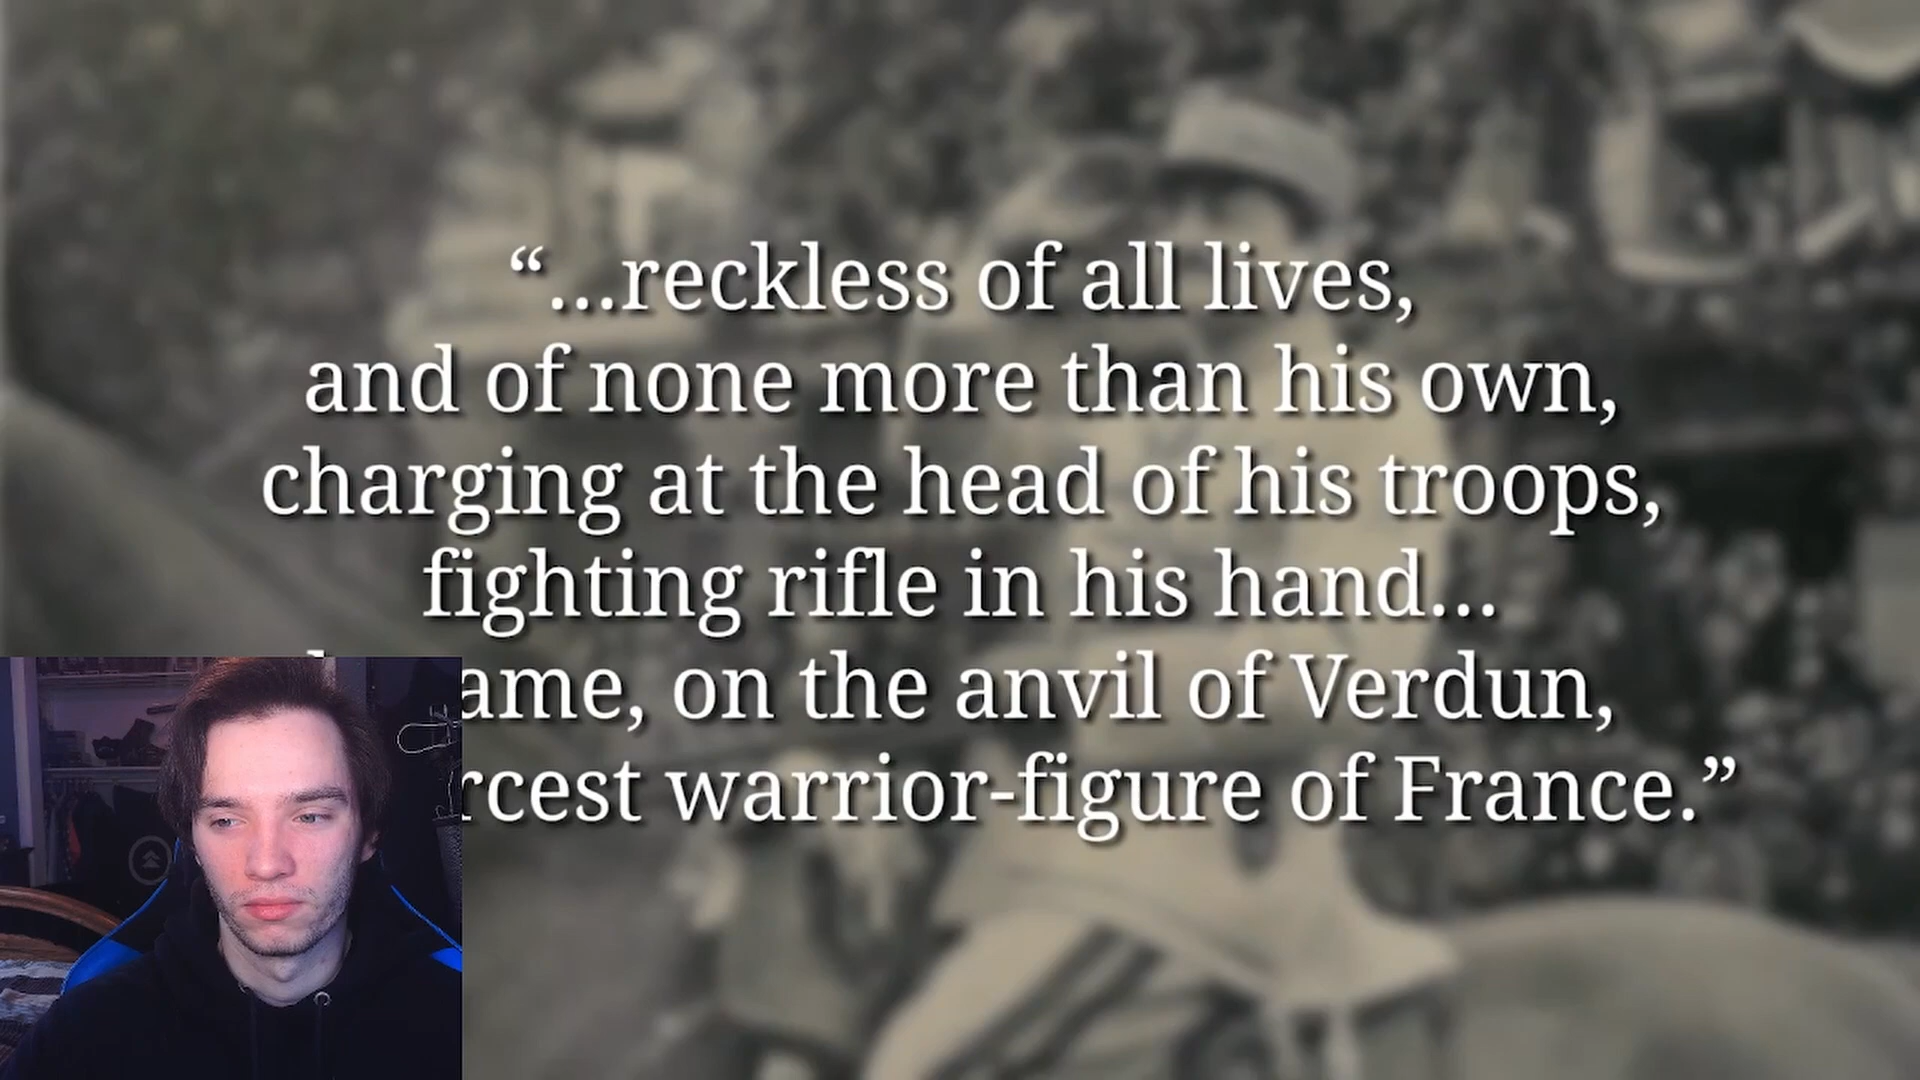 “...reckless of all lives,
and of none more than his own,
charging at the head of his troops,
fighting rifle in his hand...
ame, on the anvil of Verdun,
rcest warrior-figure of France.”